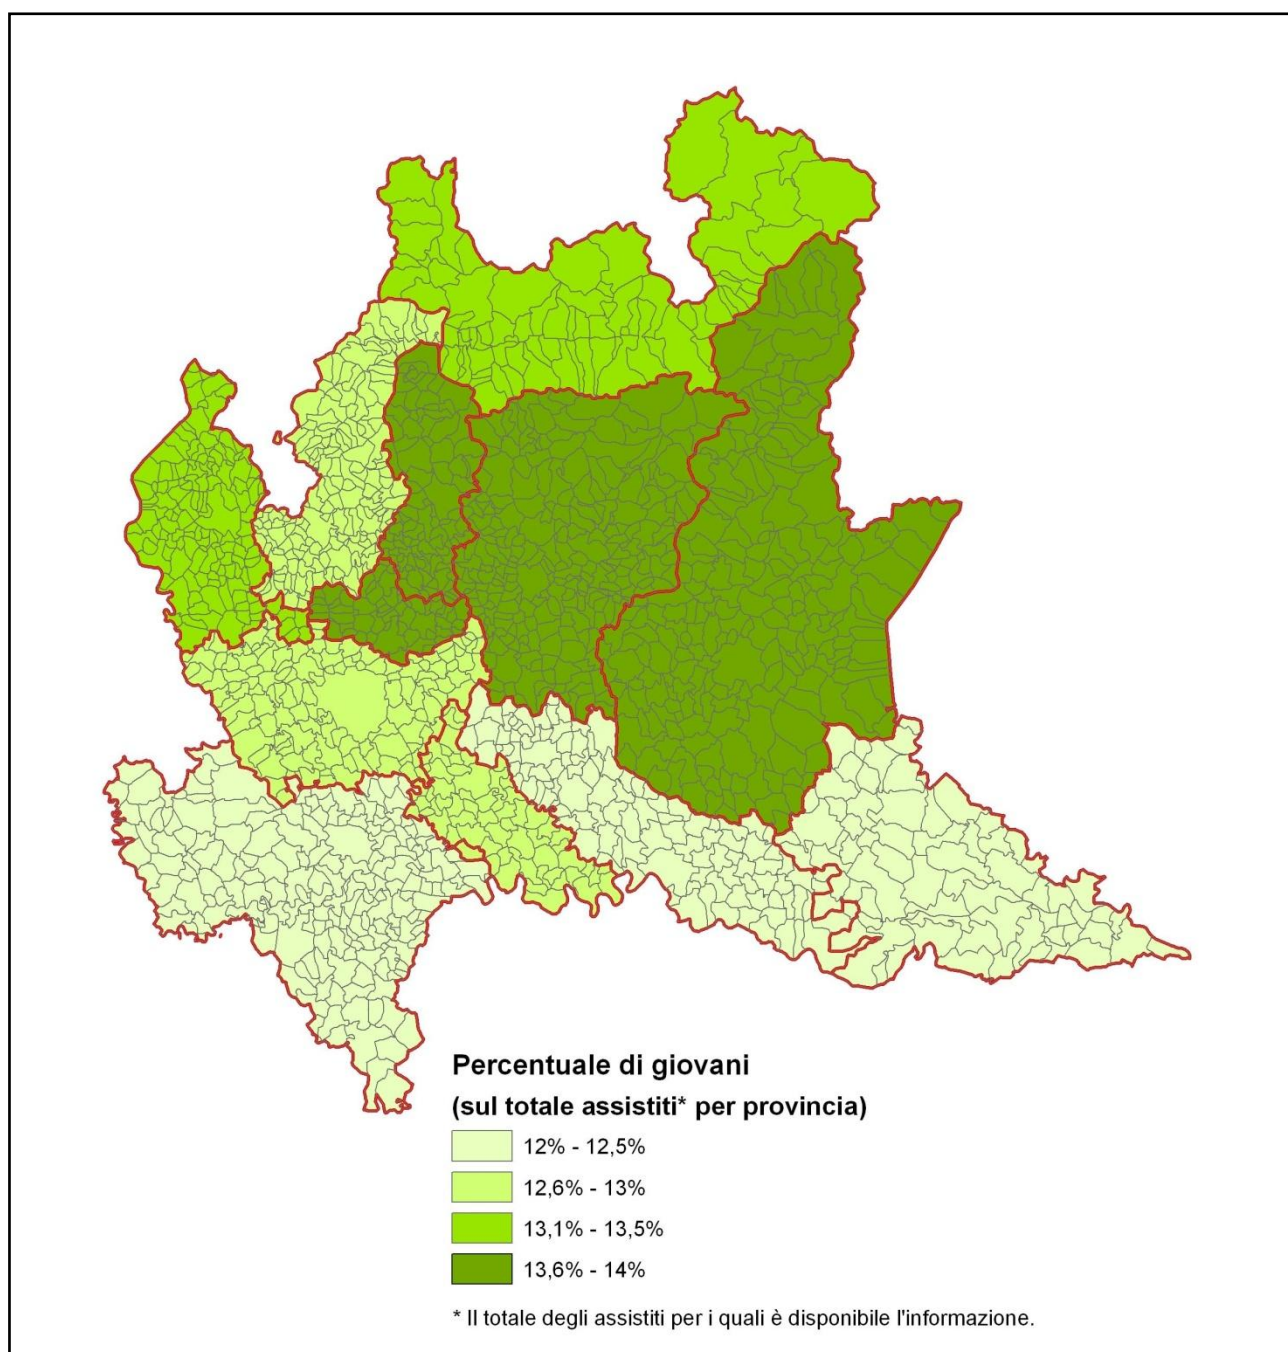 Percentuale di giovani
(sul totale assistiti* per provincia)
12% - 12,5%
12,6% - 13%
13,1% - 13,5%
13,6% - 14%
* Il totale degli assistiti per i quali è disponibile l'informazione.